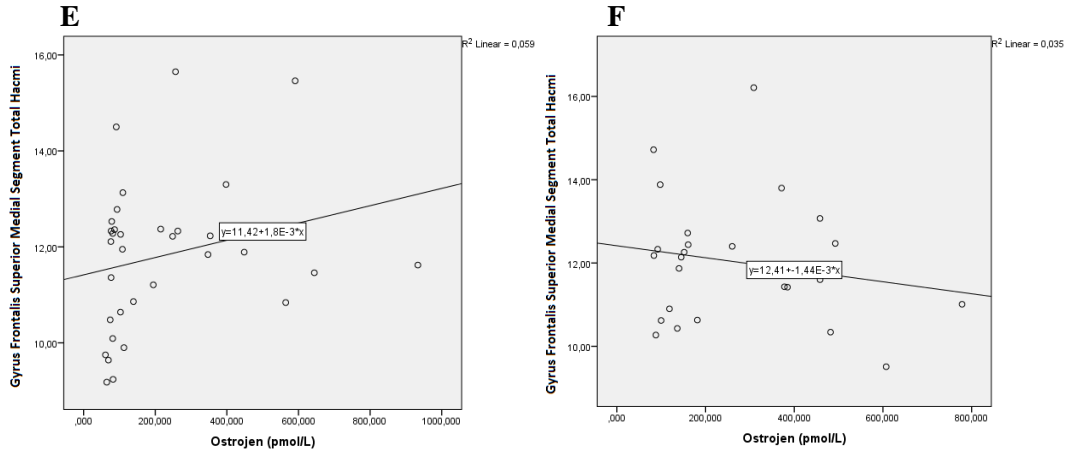 E
R² Linear = 0,059
Gyrus Frontalis Superior Medial Segment Total Hacmi
16,00
14,00
12,00
10,00
y=11,42+1,8E-3*x
,000
200,000
400,000
600,000
800,000
1000,000
Ostrojen (pmol/L)
F
R² Linear = 0,035
Gyrus Frontalis Superior Medial Segment Total Hacmi
16,00
14,00
12,00
10,00
y=12,41+-1,44E-3*x
,000
200,000
400,000
600,000
800,000
Ostrojen (pmol/L)